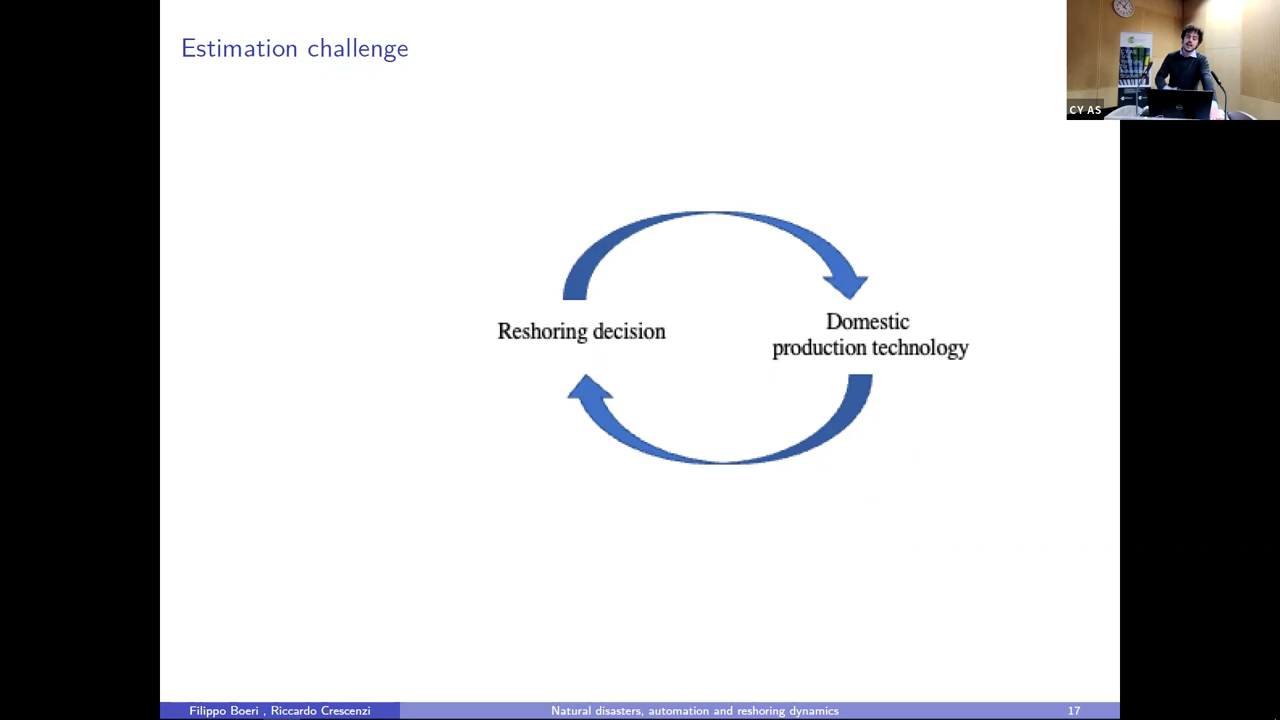 Estimation challenge
CY AS
Reshoring decision
Domestic
production technology
Filippo Boeri , Riccardo Crescenzi
Natural disasters, automation and reshoring dynamics
17